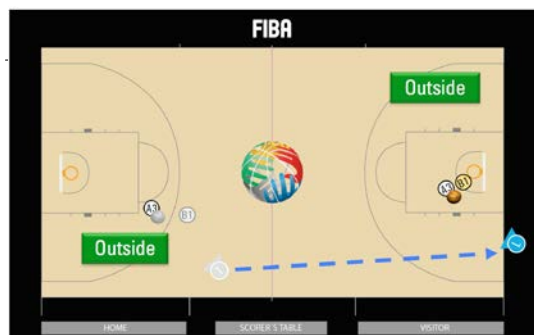 FIBA
Outside
A3
B1
A3
B1
Outside
HOME
SCORER'S TABLE
VISITOR